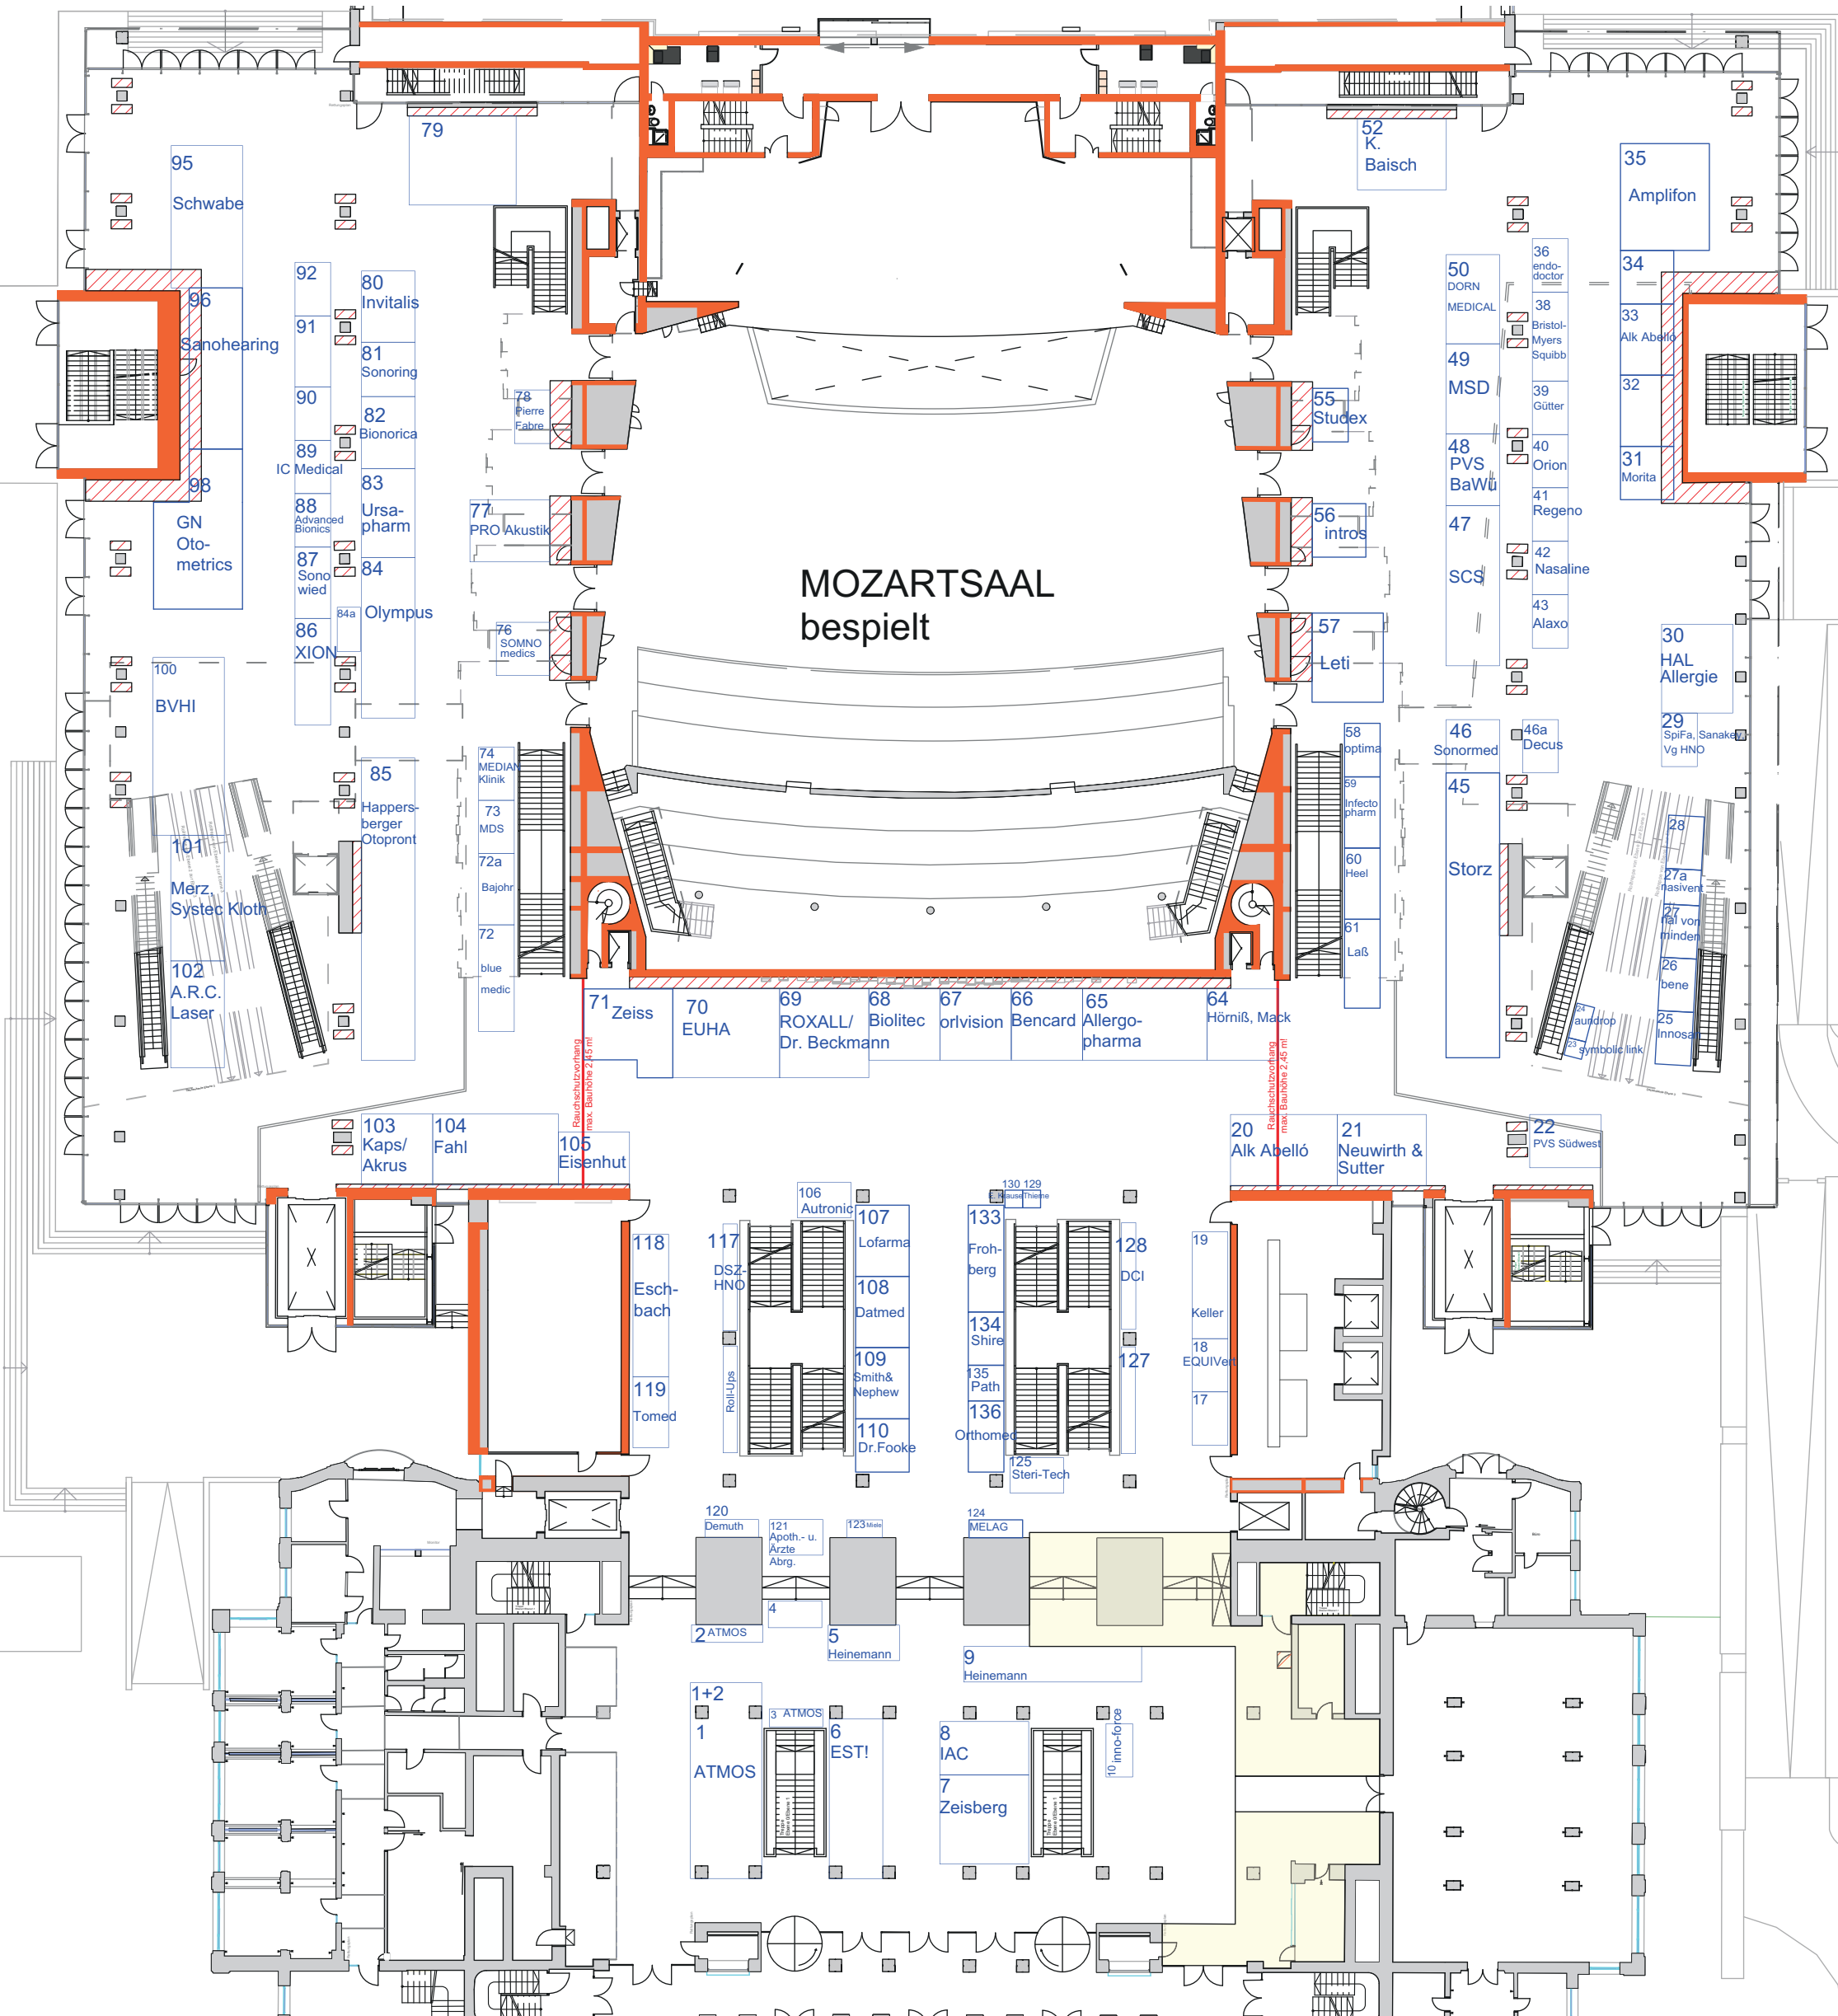 79
52
K.
Baisch
95
Schwabe
35
Amplifon
92
80
Invitalis
96
Sanohearing
91
81
Sonoring
90
82
Bionorica
89
IC Medical
83
Ursa-
pharm
98
GN
Oto-
metrics
88
Advanced
Bionics
87
Sono
wied
84
84a
Olympus
86
XION
100
BVHI
85
Happers-
berger
Otopront
101
Merz.
Systec Kloth
102
A.R.C.
Laser
78
Pierre
Fabre
77
PRO Akustik
76
SOMNO
medics
74
MEDIAN
Klinik
73
MDS
72a
Bajohr
72
blue
medic
MOZARTSAAL
bespielt
55
Studex
56
intros
57
Leti
58
optima
59
Infecto
pharm
60
Heel
61
Laß
50
DORN
MEDICAL
49
MSD
48
PVS
BaWü
47
SCS
46
Sonormed
46a
Decus
45
Storz
36
endo-
doctor
38
Bristol-
Myers
Squibb
39
Gütter
40
Orion
41
Regeno
42
Nasaline
43
Alaxo
34
33
Alk Abelló
32
31
Morita
30
HAL
Allergie
29
SpiFa, Sanakey,
Vg HNO
28
27a
nasivent
27
nal von
minden
26
bene
25
Innosan
24
aundrop
23
symbolic link
71 Zeiss
70
EUHA
69
ROXALL/
Dr. Beckmann
68
Biolitec
67
orlvision
66
Bencard
65
Allergo-
pharma
64
Hörniß, Mack
Rauchschutzvorhang
max. Bauhöhe 2,45 m!
Rauchschutzvorhang
max. Bauhöhe 2,45 m!
103
Kaps/
Akrus
104
Fahl
105
Eisenhut
20
Alk Abelló
21
Neuwirth &
Sutter
22
PVS Südwest
106
Autronic
107
Lofarma
108
Datmed
109
Smith&
Nephew
110
Dr.Fooke
117
DSZ-
HNO
Roll-Ups
118
Esch-
bach
119
Tomed
130 129
Krause Thieme
133
Froh-
berg
134
Shire
135
Path
136
Orthomed
128
DCI
127
125
Steri-Tech
19
Keller
18
EQUIVert
17
120
Demuth
121
Apoth.- u.
Ärzte
Abrg.
123 Miele
124
MELAG
4
2 ATMOS
5
Heinemann
9
Heinemann
1+2
1
ATMOS
3 ATMOS
6
EST!
8
IAC
7
Zeisberg
10 inno-force